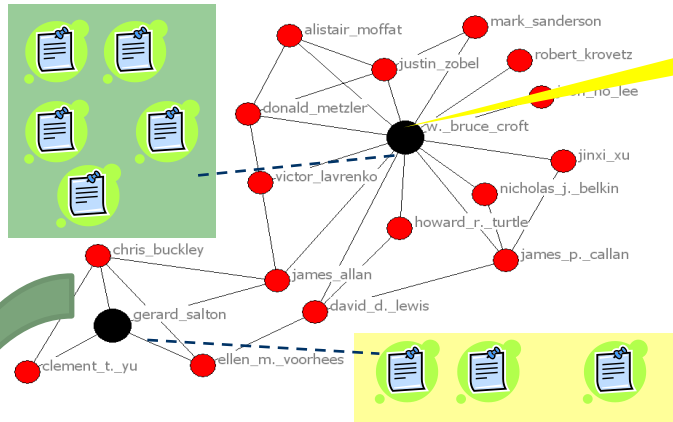 alistair_moffat
mark_sanderson
justin_zobel
robert_krovetz
ho_lee
donald_metzler
w._bruce_croft
jinxi_xu
victor_lavrenko
nicholas_j._belkin
howard_r._turtle
chris_buckley
james_p._callan
james_allan
david_d._lewis
gerard_salton
ellen_m._voorhees
clement_t._yu